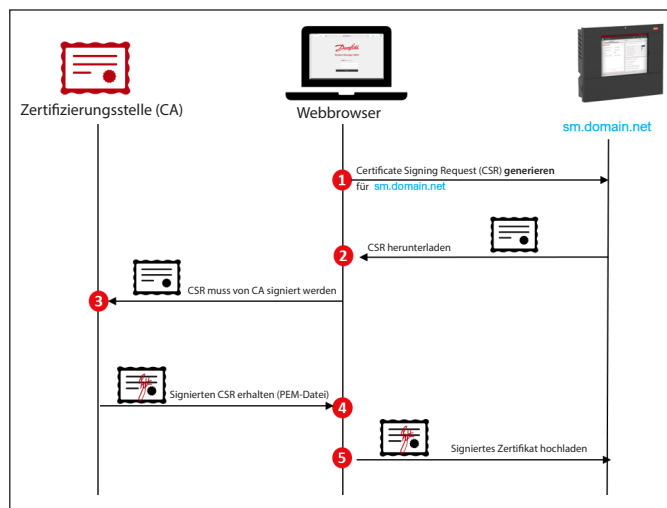 Danfoss
Zertifizierungsstelle (CA)
Webbrowser
sm.domain.net
1
Certificate Signing Request (CSR) generieren
für sm.domain.net
2
CSR herunterladen
CSR muss von CA signiert werden
3
Signierten CSR erhalten (PEM-Datei)
4
5
Signiertes Zertifikat hochladen